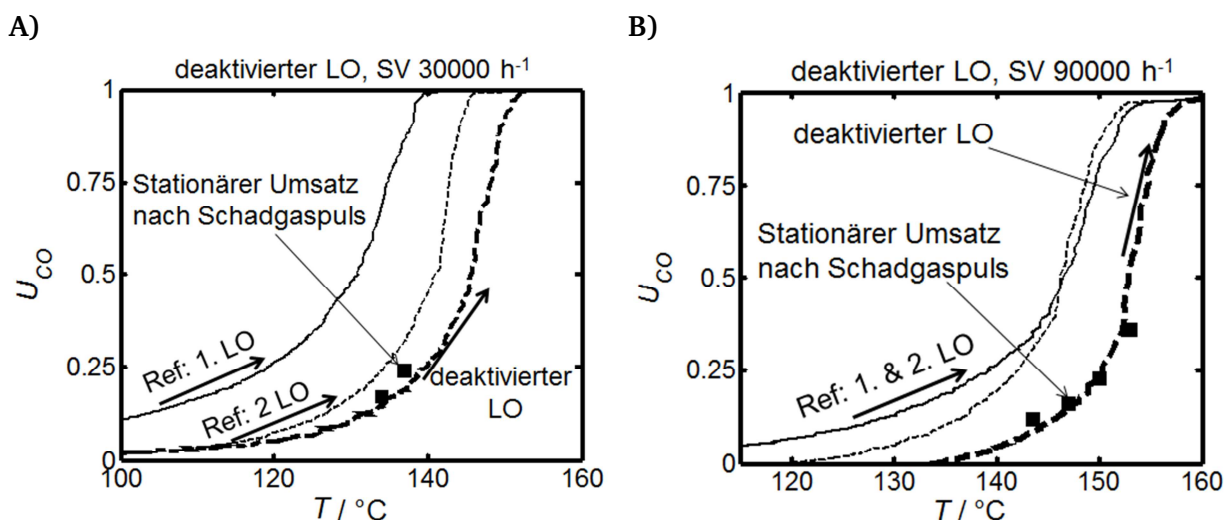 A)
deaktivierter LO, SV 30000 h⁻¹
1
0.75
0.5
0.25
0
U_CO
Stationärer Umsatz
nach Schadgaspuls
Ref: 1. LO
Ref: 2 LO
deaktivierter
LO
100
120
140
160
T / °C
B)
deaktivierter LO, SV 90000 h⁻¹
1
0.75
0.5
0.25
0
U_CO
deaktivierter LO
Stationärer Umsatz
nach Schadgaspuls
Ref: 1. & 2. LO
120
130
140
150
160
T / °C